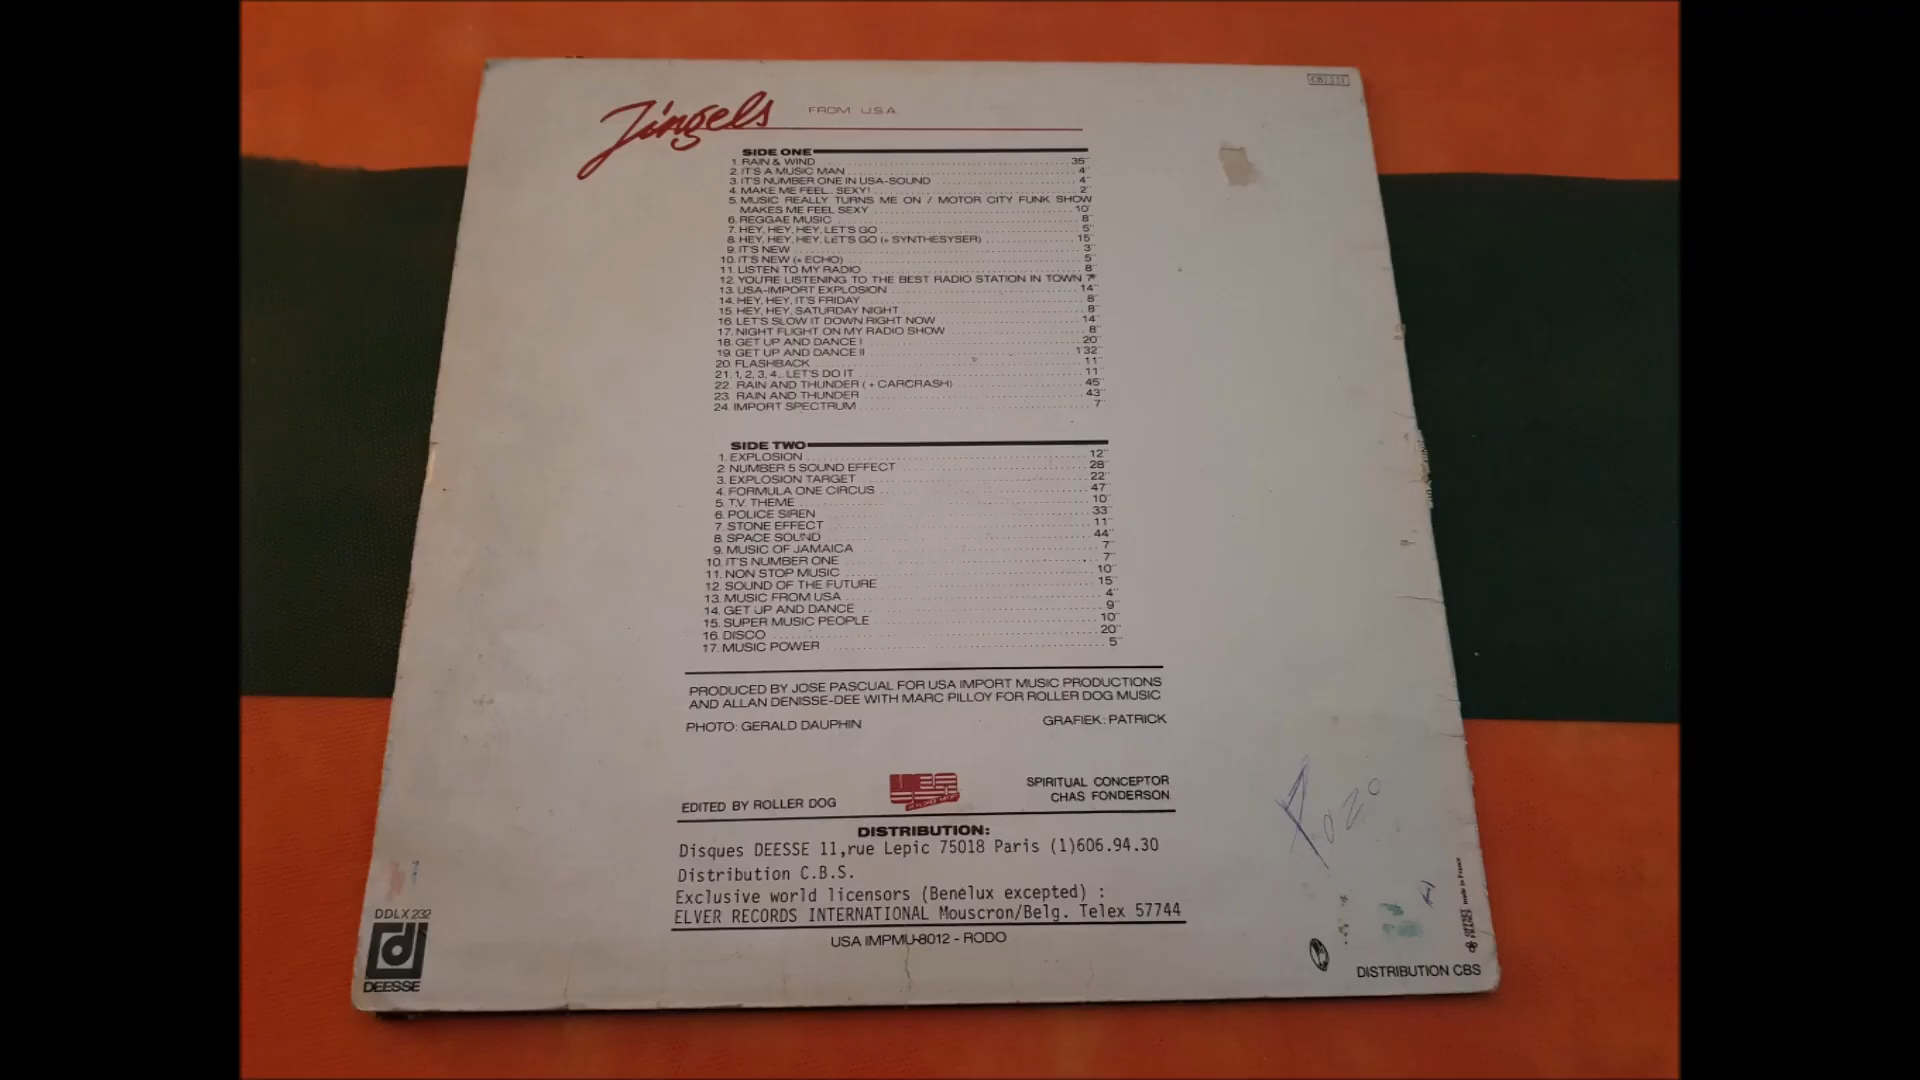 Jingels FROM U.S.A.
SIDE ONE
1. RAIN & WIND 35"
2. IT'S A MUSIC MAN 4"
3. IT'S NUMBER ONE IN USA-SOUND 4"
4. MAKE ME FEEL.. SEXY! 2"
5. MUSIC REALLY TURNS ME ON / MOTOR CITY FUNK SHOW
MAKES ME FEEL SEXY 10"
6. REGGAE MUSIC 8"
7. HEY, HEY, HEY, LET'S GO 5"
8. HEY, HEY, HEY, LET'S GO (+ SYNTHESYSER) 15"
9. IT'S NEW 3"
10. IT'S NEW (+ ECHO) 5"
11. LISTEN TO MY RADIO 8"
12. YOU'RE LISTENING TO THE BEST RADIO STATION IN TOWN 7"
13. USA-IMPORT EXPLOSION 14"
14. HEY, HEY, IT'S FRIDAY 8"
15. HEY, HEY, SATURDAY NIGHT 8"
16. LET'S SLOW IT DOWN RIGHT NOW 14"
17. NIGHT FLIGHT ON MY RADIO SHOW 8"
18. GET UP AND DANCE I 20"
19. GET UP AND DANCE II 1'32"
20. FLASHBACK 11"
21. 1, 2, 3, 4... LET'S DO IT 11"
22. RAIN AND THUNDER (+ CARCRASH) 45"
23. RAIN AND THUNDER 43"
24. IMPORT SPECTRUM 7"
SIDE TWO
1. EXPLOSION 12"
2. NUMBER 5 SOUND EFFECT 28"
3. EXPLOSION TARGET 22"
4. FORMULA ONE CIRCUS 47"
5. T.V. THEME 10"
6. POLICE SIREN 33"
7. STONE EFFECT 11"
8. SPACE SOUND 44"
9. MUSIC OF JAMAICA 7"
10. IT'S NUMBER ONE 7"
11. NON STOP MUSIC 10"
12. SOUND OF THE FUTURE 15"
13. MUSIC FROM USA 4"
14. GET UP AND DANCE 9"
15. SUPER MUSIC PEOPLE 10"
16. DISCO 20"
17. MUSIC POWER 5"
PRODUCED BY JOSE PASCUAL FOR USA IMPORT MUSIC PRODUCTIONS
AND ALLAN DENISSE-DEE WITH MARC PILLOY FOR ROLLER DOG MUSIC
PHOTO: GERALD DAUPHIN GRAFIEK: PATRICK
EDITED BY ROLLER DOG
USA
SPIRITUAL CONCEPTOR
CHAS FONDERSON
DISTRIBUTION:
Disques DEESSE 11,rue Lepic 75018 Paris (1)606.94.30
Distribution C.B.S.
Exclusive world licensors (Benélux excepted) :
ELVER RECORDS INTERNATIONAL Mouscron/Belg. Telex 57744
USA IMPMU-8012 - RODO
DDLX 232
DEESSE
made in France
DISTRIBUTION CBS